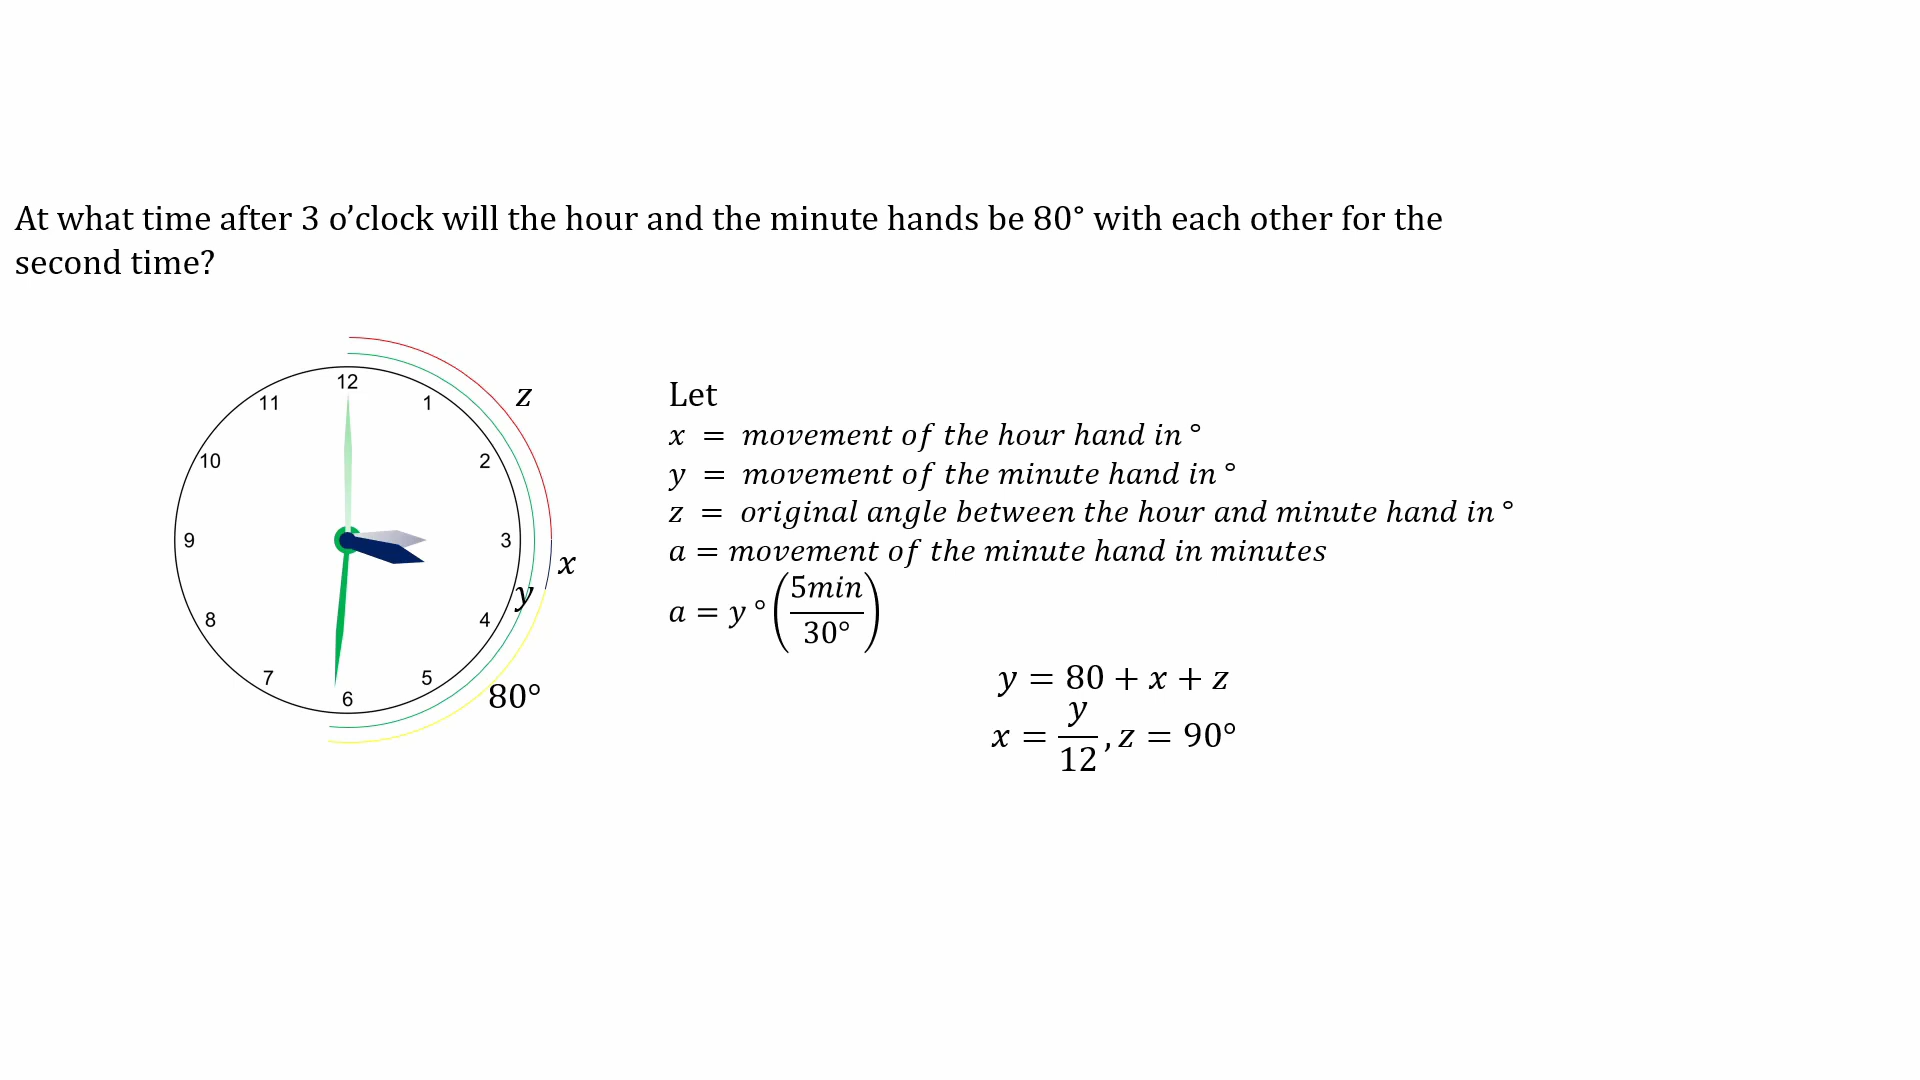 At what time after 3 o’clock will the hour and the minute hands be 80° with each other for the
second time?
12
11
1
z
10
2
9
3
x
y
8
4
7
5
6
80°
Let
x = movement of the hour hand in °
y = movement of the minute hand in °
z = original angle between the hour and minute hand in °
a = movement of the minute hand in minutes
a = y ° (5min/30°)
y = 80 + x + z
x = y/12 , z = 90°